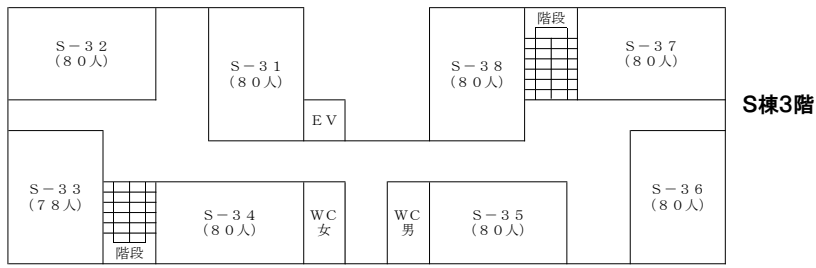 階段
S－32
（80人）
S－31
（80人）
S－38
（80人）
S－37
（80人）
S棟3階
EV
S－33
（78人）
S－34
（80人）
WC
女
WC
男
S－35
（80人）
S－36
（80人）
階段